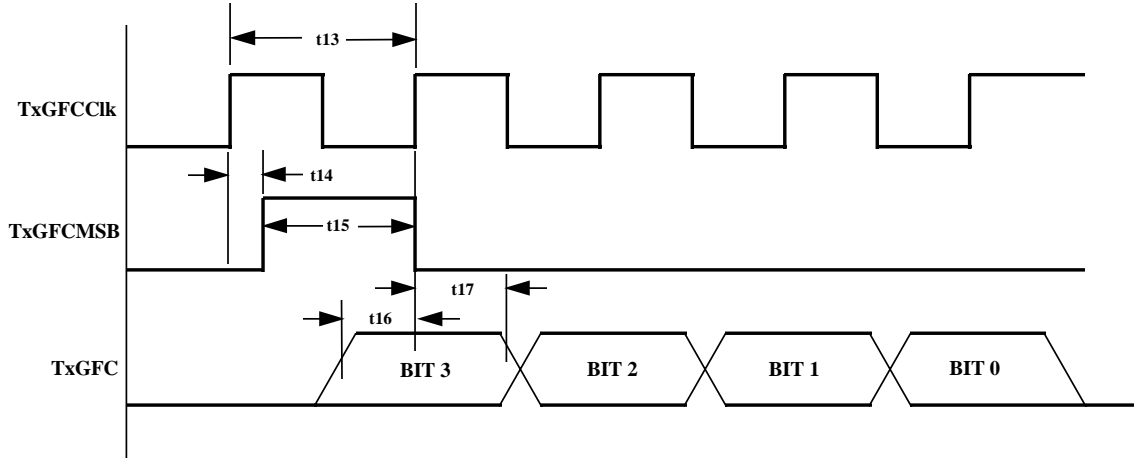 t13
TxGFCClk
t14
TxGFCMSB
t15
t17
t16
TxGFC
BIT 3
BIT 2
BIT 1
BIT 0